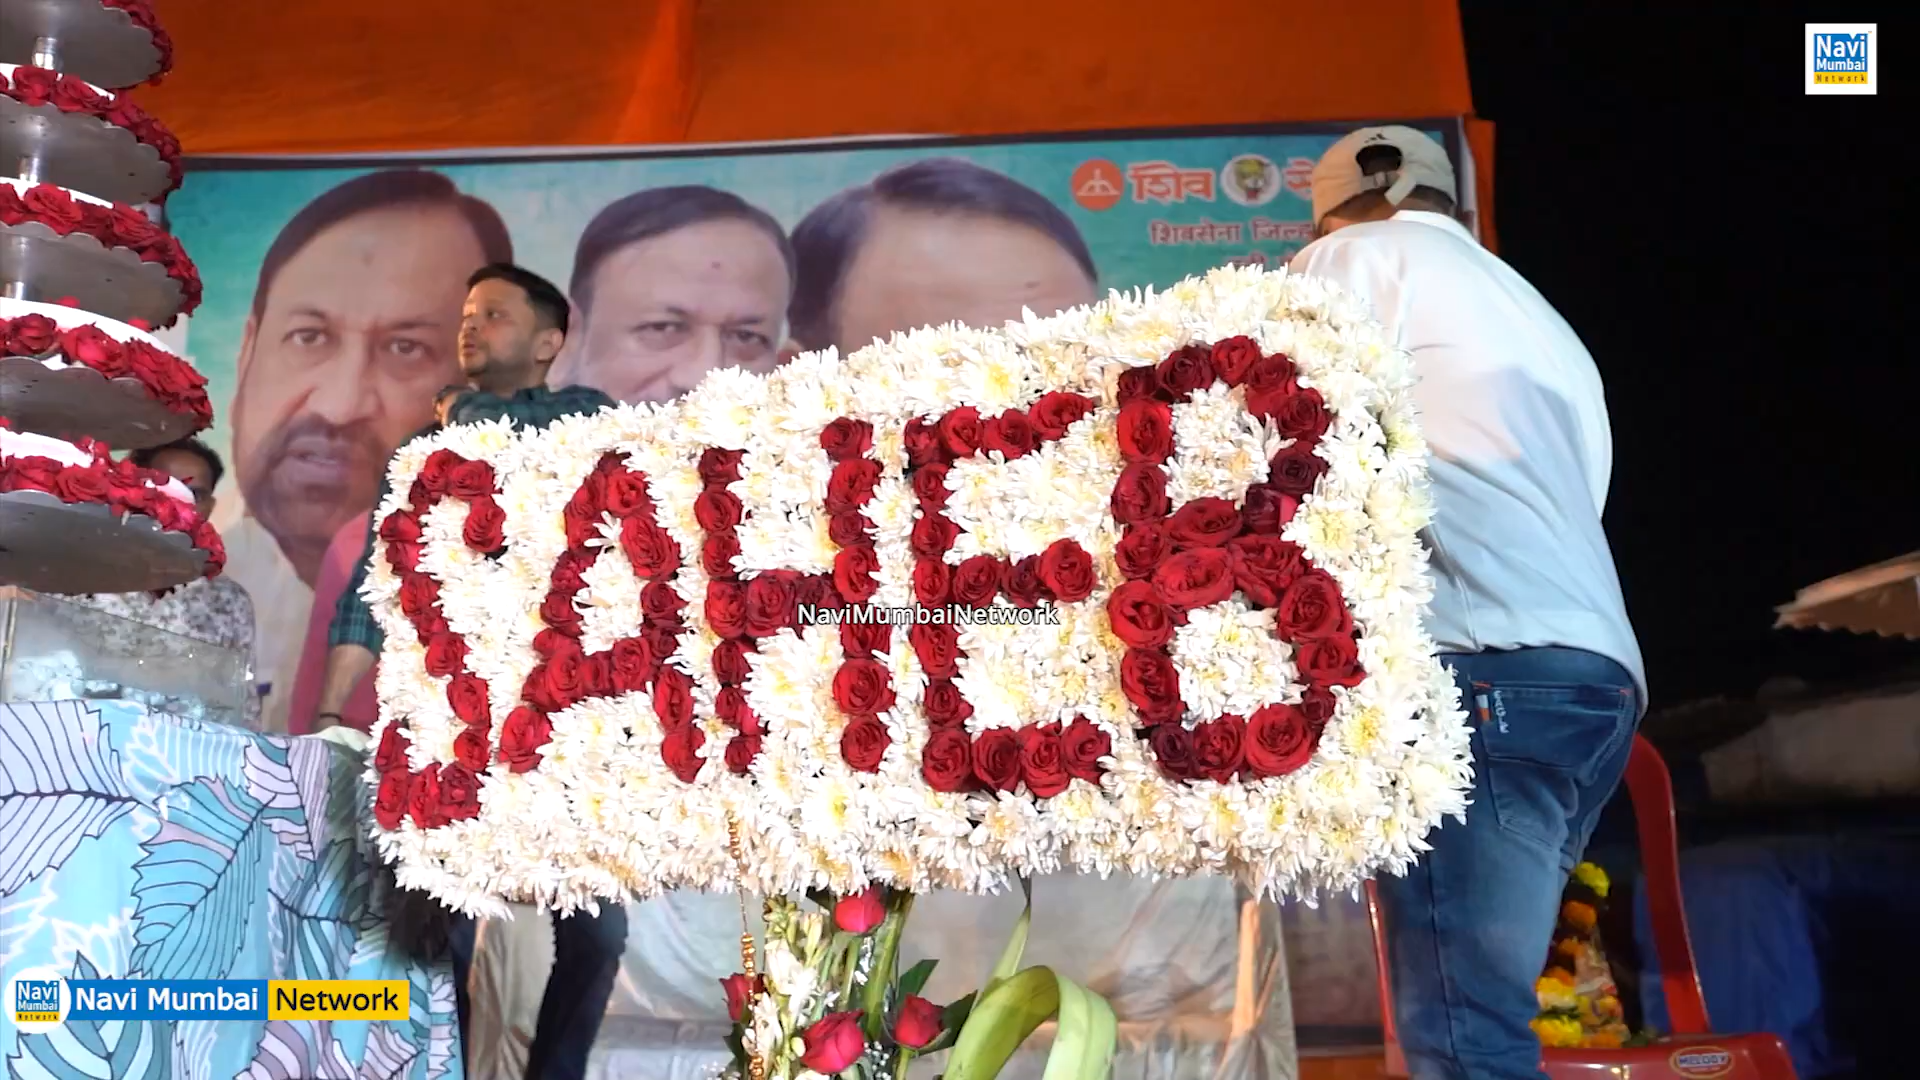 Navi
Mumbai
Network
शिव
शिवसेना
SAHEB
NaviMumbaiNetwork
Navi
Mumbai
Network
Navi Mumbai Network
MELODY